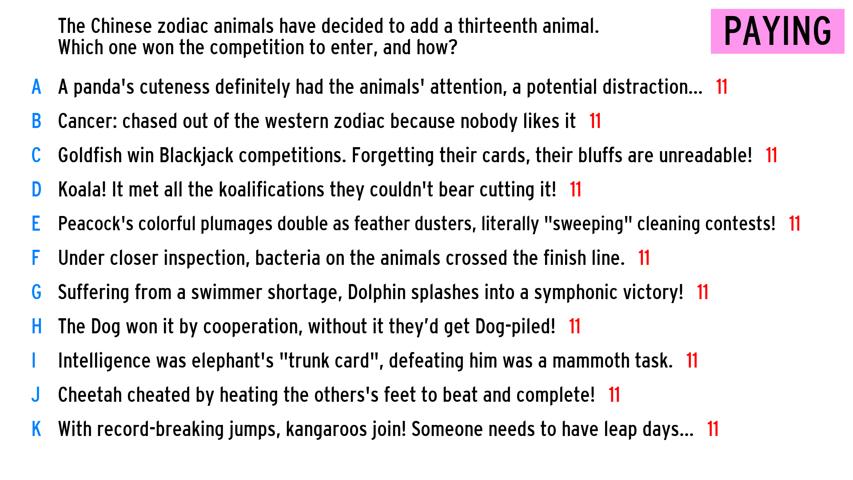 The Chinese zodiac animals have decided to add a thirteenth animal.
Which one won the competition to enter, and how?
PAYING
A A panda's cuteness definitely had the animals' attention, a potential distraction... 11
B Cancer: chased out of the western zodiac because nobody likes it 11
C Goldfish win Blackjack competitions. Forgetting their cards, their bluffs are unreadable! 11
D Koala! It met all the koalifications they couldn't bear cutting it! 11
E Peacock's colorful plumages double as feather dusters, literally "sweeping" cleaning contests! 11
F Under closer inspection, bacteria on the animals crossed the finish line. 11
G Suffering from a swimmer shortage, Dolphin splashes into a symphonic victory! 11
H The Dog won it by cooperation, without it they’d get Dog-piled! 11
I Intelligence was elephant's "trunk card", defeating him was a mammoth task. 11
J Cheetah cheated by heating the others's feet to beat and complete! 11
K With record-breaking jumps, kangaroos join! Someone needs to have leap days... 11